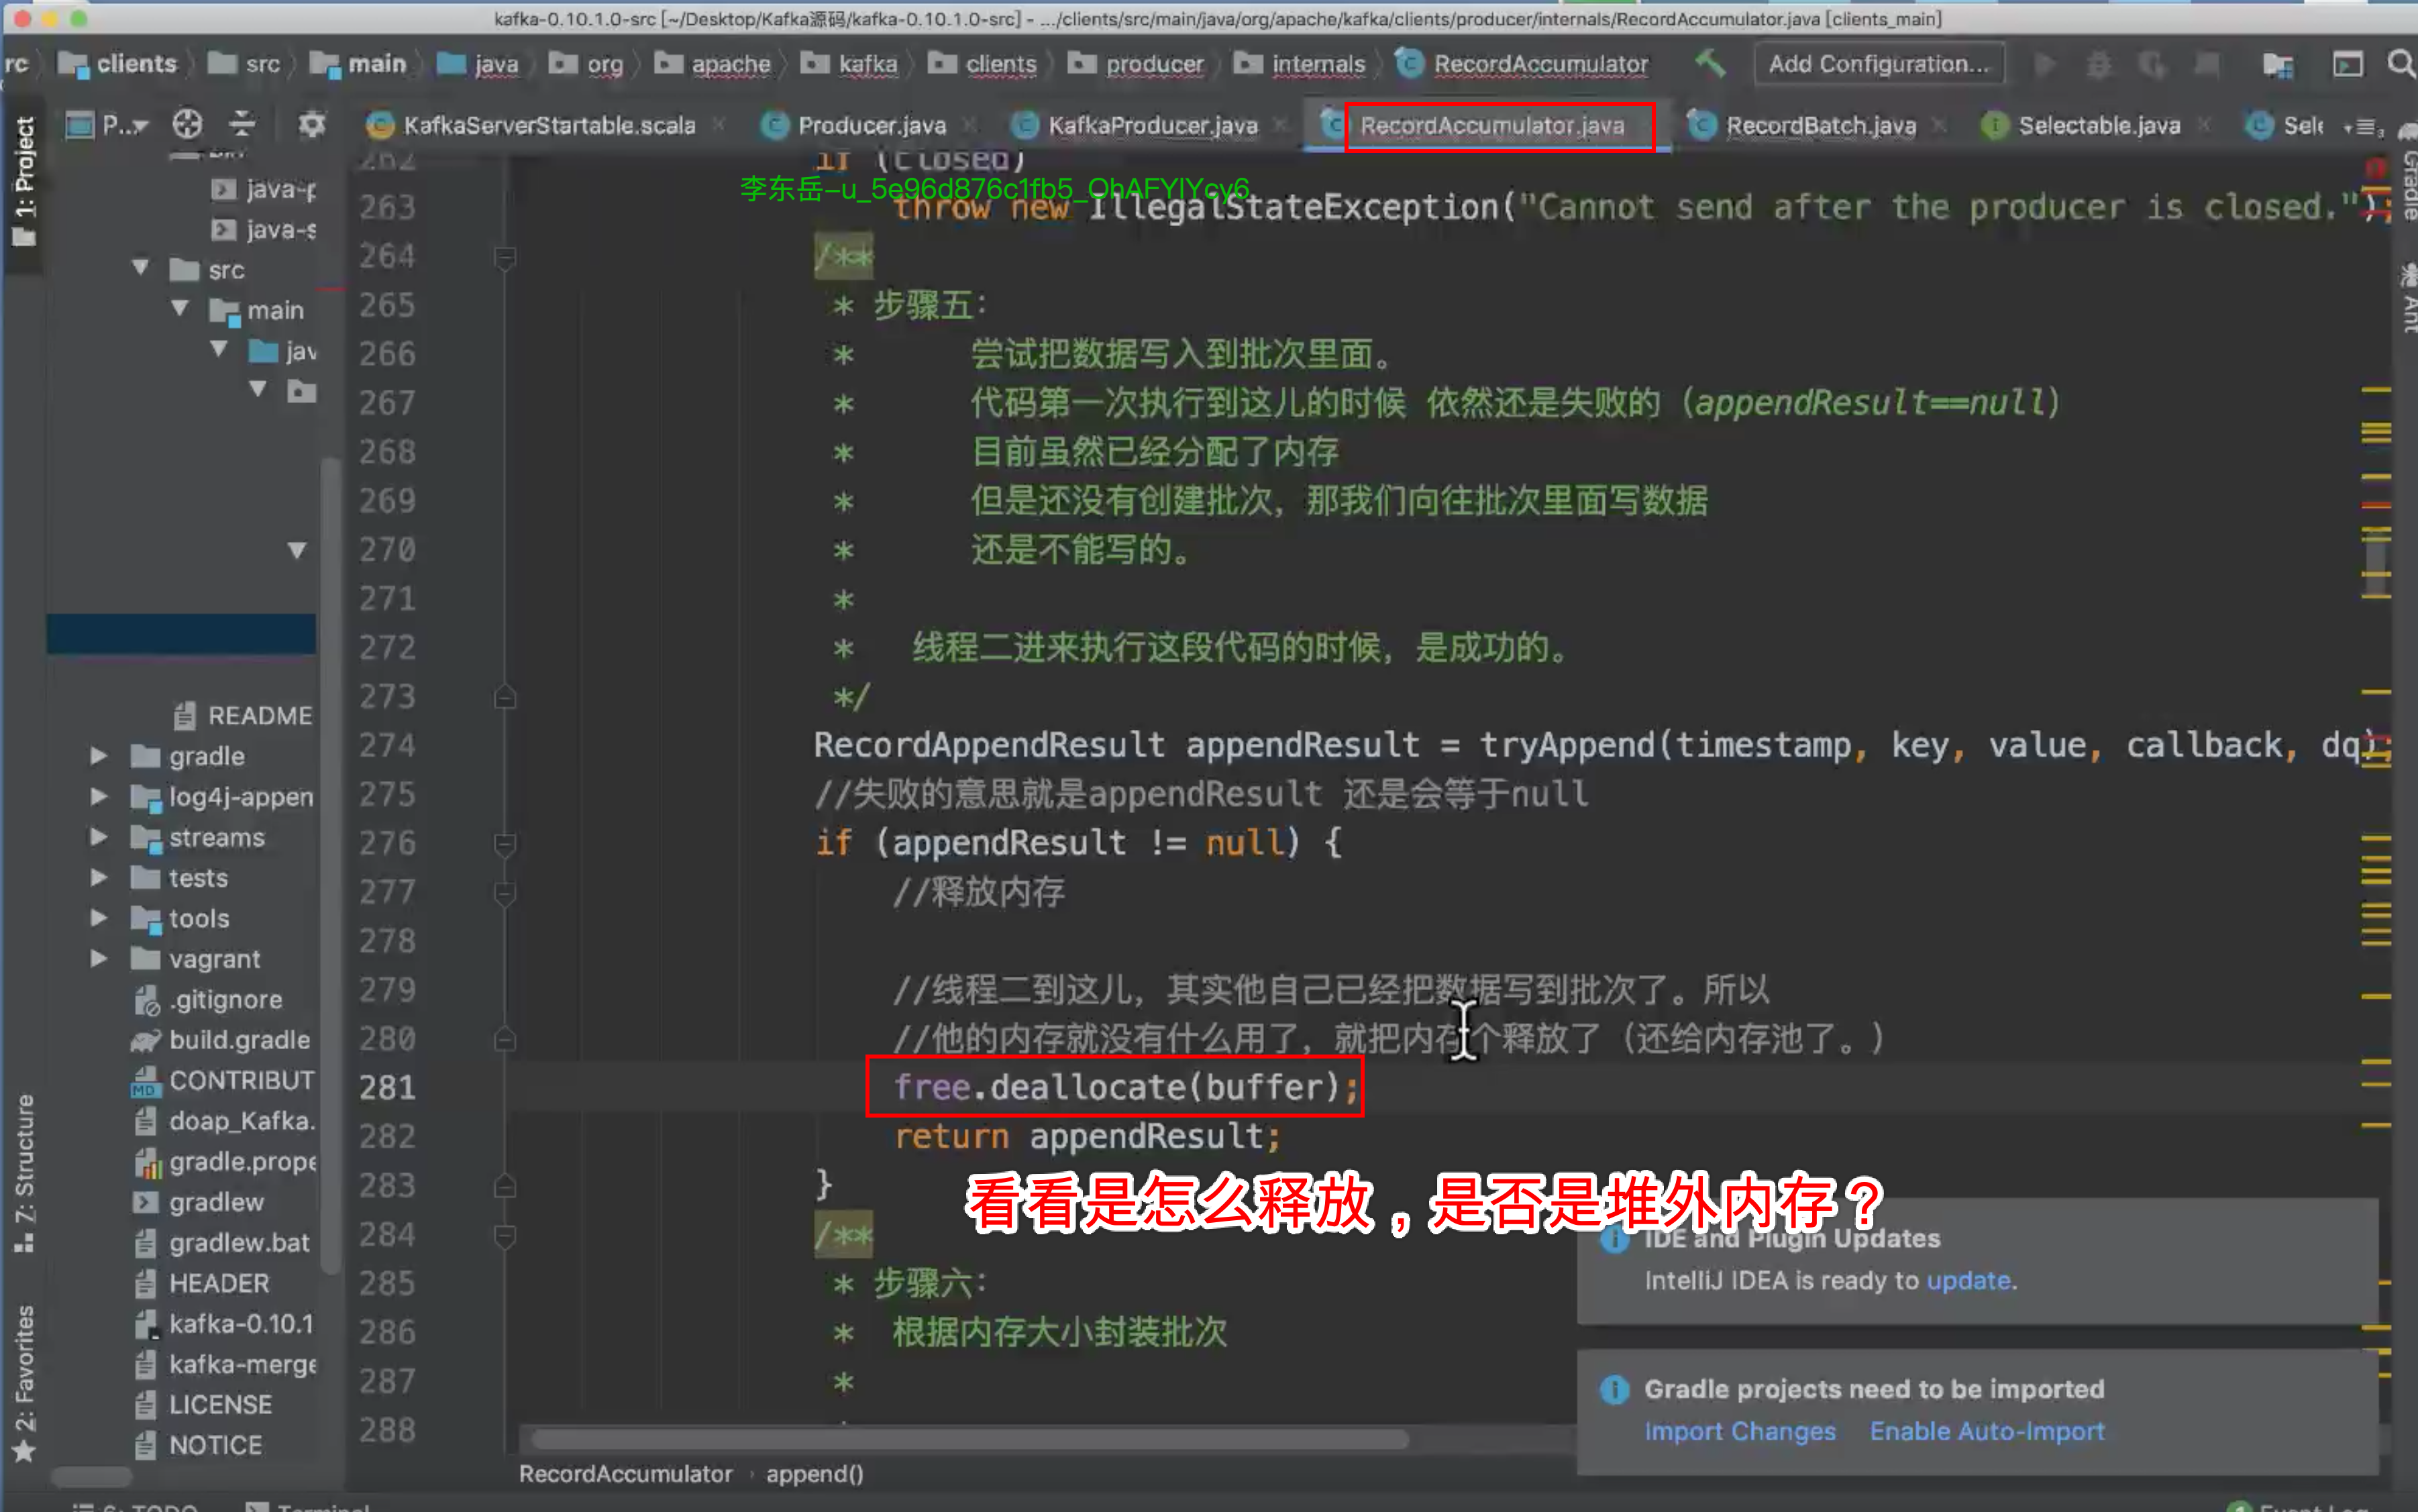 kafka-0.10.1.0-src [~/Desktop/Kafka源码/kafka-0.10.1.0-src] - .../clients/src/main/java/org/apache/kafka/clients/producer/internals/RecordAccumulator.java [clients_main]
rc clients src main java org apache kafka clients producer internals RecordAccumulator Add Configuration...
P.. KafkaServerStartable.scala Producer.java KafkaProducer.java RecordAccumulator.java RecordBatch.java Selectable.java Sele
1: Project
Z: Structure
2: Favorites
Gradle
Ant
java-p
java-s
src
main
jav
README
gradle
log4j-appen
streams
tests
tools
vagrant
.gitignore
build.gradle
CONTRIBUT
doap_Kafka.
gradle.prope
gradlew
gradlew.bat
HEADER
kafka-0.10.1
kafka-merge
LICENSE
NOTICE
262 if (closed)
李东岳-u_5e96d876c1fb5_OhAFYIYcy6
263 throw new IllegalStateException("Cannot send after the producer is closed.");
264 /**
265 * 步骤五：
266 * 尝试把数据写入到批次里面。
267 * 代码第一次执行到这儿的时候 依然还是失败的（appendResult==null）
268 * 目前虽然已经分配了内存
269 * 但是还没有创建批次，那我们向往批次里面写数据
270 * 还是不能写的。
271 *
272 * 线程二进来执行这段代码的时候，是成功的。
273 */
274 RecordAppendResult appendResult = tryAppend(timestamp, key, value, callback, dq);
275 //失败的意思就是appendResult 还是会等于null
276 if (appendResult != null) {
277 //释放内存
278
279 //线程二到这儿，其实他自己已经把数据写到批次了。所以
280 //他的内存就没有什么用了，就把内存个释放了（还给内存池了。）
281 free.deallocate(buffer);
282 return appendResult;
283 }
看看是怎么释放，是否是堆外内存？
284 /**
285 * 步骤六：
286 * 根据内存大小封装批次
287 *
288
IDE and Plugin Updates
IntelliJ IDEA is ready to update.
Gradle projects need to be imported
Import Changes Enable Auto-Import
RecordAccumulator › append()